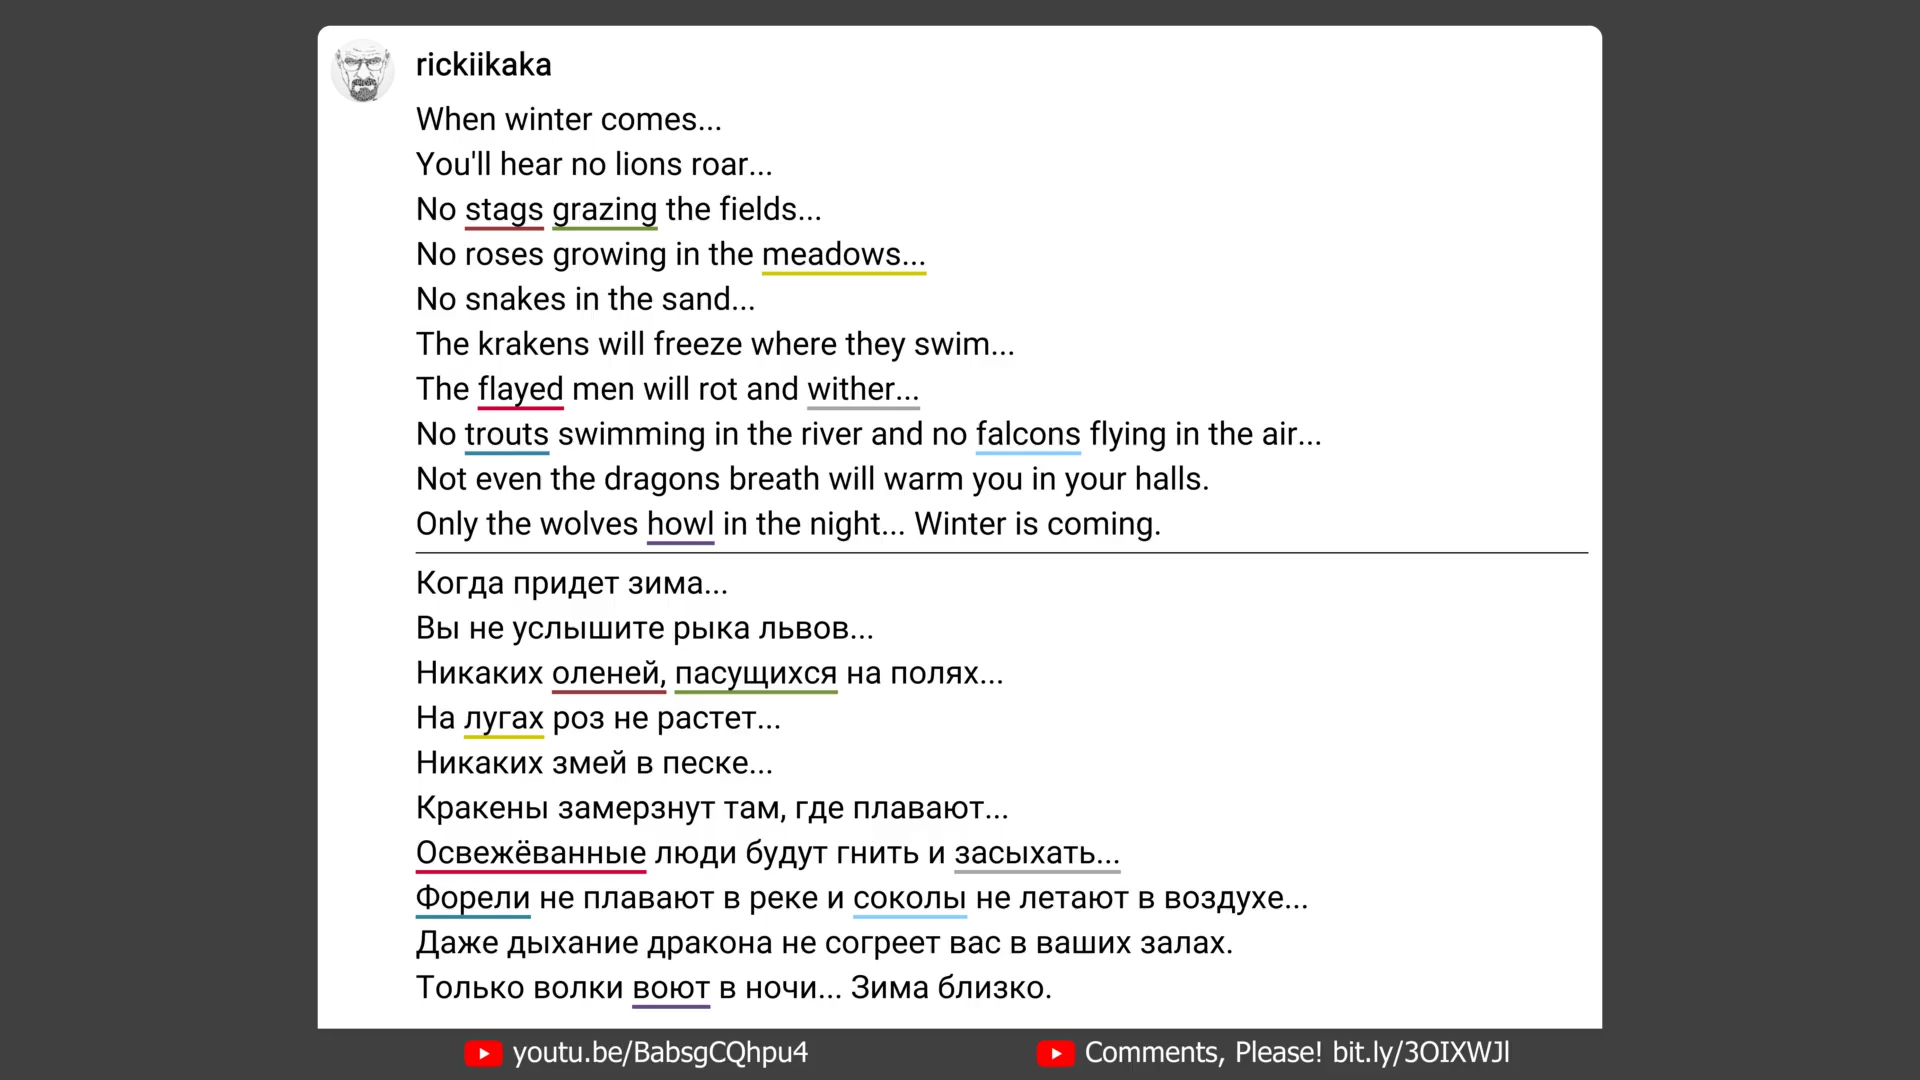 rickiikaka
When winter comes...
You'll hear no lions roar...
No stags grazing the fields...
No roses growing in the meadows...
No snakes in the sand...
The krakens will freeze where they swim...
The flayed men will rot and wither...
No trouts swimming in the river and no falcons flying in the air...
Not even the dragons breath will warm you in your halls.
Only the wolves howl in the night... Winter is coming.
Когда придет зима...
Вы не услышите рыка львов...
Никаких оленей, пасущихся на полях...
На лугах роз не растет...
Никаких змей в песке...
Кракены замерзнут там, где плавают...
Освежёванные люди будут гнить и засыхать...
Форели не плавают в реке и соколы не летают в воздухе...
Даже дыхание дракона не согреет вас в ваших залах.
Только волки воют в ночи... Зима близко.
youtu.be/BabsgCQhpu4
Comments, Please! bit.ly/3OIXWJl